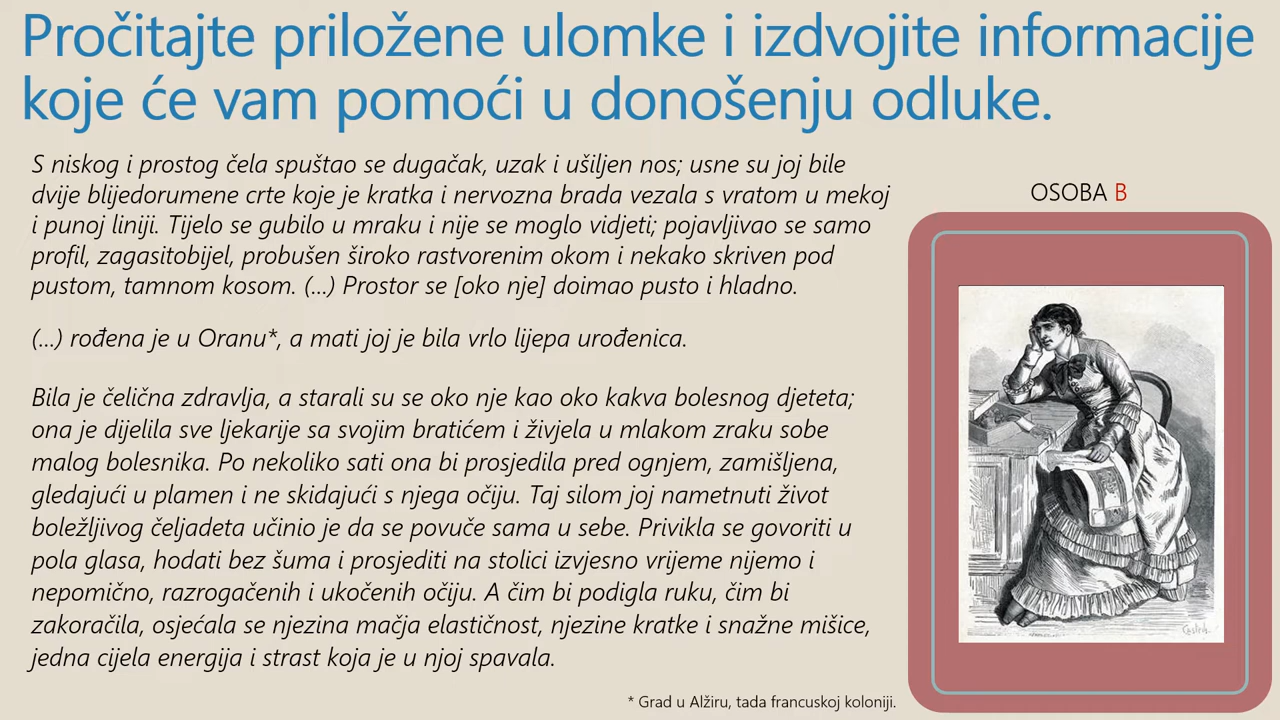 Pročitajte priložene ulomke i izdvojite informacije
koje će vam pomoći u donošenju odluke.
S niskog i prostog čela spuštao se dugačak, uzak i ušiljen nos; usne su joj bile
dvije blijedorumene crte koje je kratka i nervozna brada vezala s vratom u mekoj
i punoj liniji. Tijelo se gubilo u mraku i nije se moglo vidjeti; pojavljivao se samo
profil, zagasitobijel, probušen široko rastvorenim okom i nekako skriven pod
pustom, tamnom kosom. (...) Prostor se [oko nje] doimao pusto i hladno.
(...) rođena je u Oranu*, a mati joj je bila vrlo lijepa urođenica.
Bila je čelična zdravlja, a starali su se oko nje kao oko kakva bolesnog djeteta;
ona je dijelila sve ljekarije sa svojim bratićem i živjela u mlakom zraku sobe
malog bolesnika. Po nekoliko sati ona bi prosjedila pred ognjem, zamišljena,
gledajući u plamen i ne skidajući s njega očiju. Taj silom joj nametnuti život
boležljivog čeljadeta učinio je da se povuče sama u sebe. Privikla se govoriti u
pola glasa, hodati bez šuma i prosjediti na stolici izvjesno vrijeme nijemo i
nepomično, razrogačenih i ukočenih očiju. A čim bi podigla ruku, čim bi
zakoračila, osjećala se njezina mačja elastičnost, njezine kratke i snažne mišice,
jedna cijela energija i strast koja je u njoj spavala.
* Grad u Alžiru, tada francuskoj koloniji.
OSOBA B